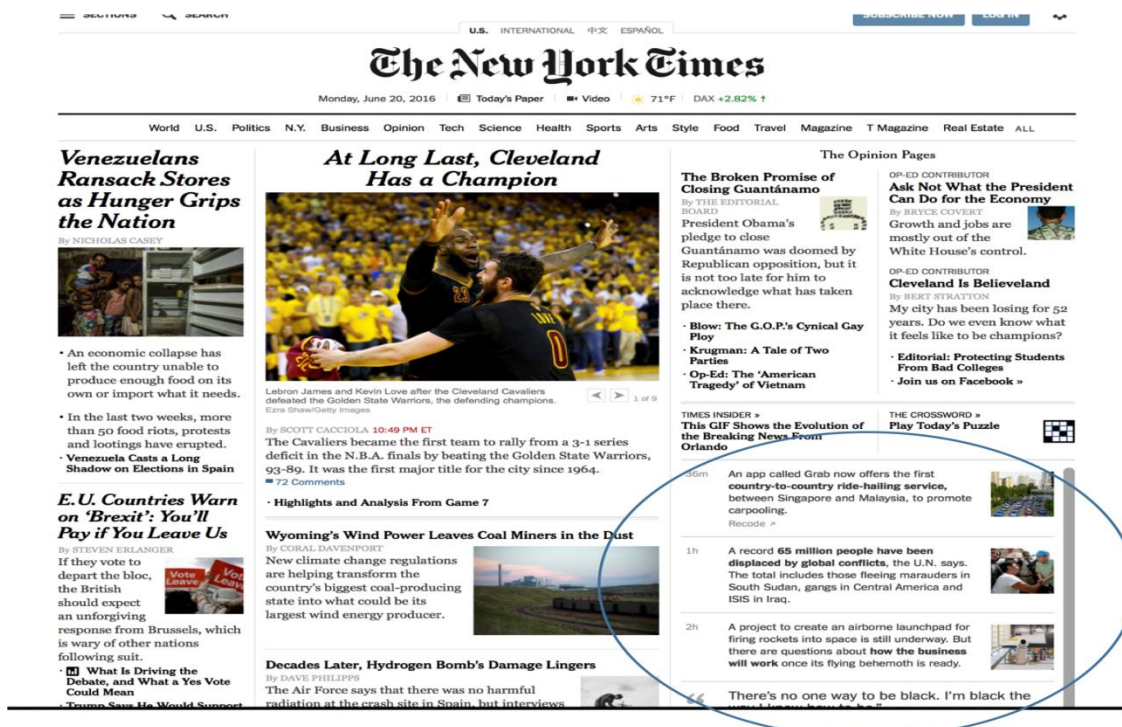 SECTIONS SEARCH
SUBSCRIBE NOW LOG IN
U.S. INTERNATIONAL 中文 ESPAÑOL
The New York Times
Monday, June 20, 2016 Today's Paper Video 71°F DAX +2.82% ↑
World U.S. Politics N.Y. Business Opinion Tech Science Health Sports Arts Style Food Travel Magazine T Magazine Real Estate ALL
Venezuelans
Ransack Stores
as Hunger Grips
the Nation
By NICHOLAS CASEY
• An economic collapse has
left the country unable to
produce enough food on its
own or import what it needs.
• In the last two weeks, more
than 50 food riots, protests
and lootings have erupted.
· Venezuela Casts a Long
Shadow on Elections in Spain
E.U. Countries Warn
on 'Brexit': You'll
Pay if You Leave Us
By STEVEN ERLANGER
If they vote to
depart the bloc,
the British
should expect
an unforgiving
response from Brussels, which
is wary of other nations
following suit.
Vote
Leave
Vot
Leav
· What Is Driving the
Debate, and What a Yes Vote
Could Mean
· Trump Says He Would Support
At Long Last, Cleveland
Has a Champion
23
LOVE
0
Lebron James and Kevin Love after the Cleveland Cavaliers
defeated the Golden State Warriors, the defending champions.
Ezra Shaw/Getty Images
1 of 9
By SCOTT CACCIOLA 10:49 PM ET
The Cavaliers became the first team to rally from a 3-1 series
deficit in the N.B.A. finals by beating the Golden State Warriors,
93-89. It was the first major title for the city since 1964.
72 Comments
· Highlights and Analysis From Game 7
Wyoming's Wind Power Leaves Coal Miners in the Dust
By CORAL DAVENPORT
New climate change regulations
are helping transform the
country's biggest coal-producing
state into what could be its
largest wind energy producer.
Decades Later, Hydrogen Bomb's Damage Lingers
By DAVE PHILIPPS
The Air Force says that there was no harmful
radiation at the crash site in Spain, but interviews
The Opinion Pages
The Broken Promise of
Closing Guantánamo
By THE EDITORIAL
BOARD
President Obama's
pledge to close
Guantánamo was doomed by
Republican opposition, but it
is not too late for him to
acknowledge what has taken
place there.
· Blow: The G.O.P.'s Cynical Gay
Ploy
· Krugman: A Tale of Two
Parties
· Op-Ed: The 'American
Tragedy' of Vietnam
OP-ED CONTRIBUTOR
Ask Not What the President
Can Do for the Economy
By BRYCE COVERT
Growth and jobs are
mostly out of the
White House's control.
OP-ED CONTRIBUTOR
Cleveland Is Believeland
By BERT STRATTON
My city has been losing for 52
years. Do we even know what
it feels like to be champions?
· Editorial: Protecting Students
From Bad Colleges
· Join us on Facebook »
TIMES INSIDER »
This GIF Shows the Evolution of
the Breaking News From
Orlando
THE CROSSWORD »
Play Today's Puzzle
36m An app called Grab now offers the first
country-to-country ride-hailing service,
between Singapore and Malaysia, to promote
carpooling.
Recode
1h A record 65 million people have been
displaced by global conflicts, the U.N. says.
The total includes those fleeing marauders in
South Sudan, gangs in Central America and
ISIS in Iraq.
2h A project to create an airborne launchpad for
firing rockets into space is still underway. But
there are questions about how the business
will work once its flying behemoth is ready.
“ There's no one way to be black. I'm black the
way I know how to be."